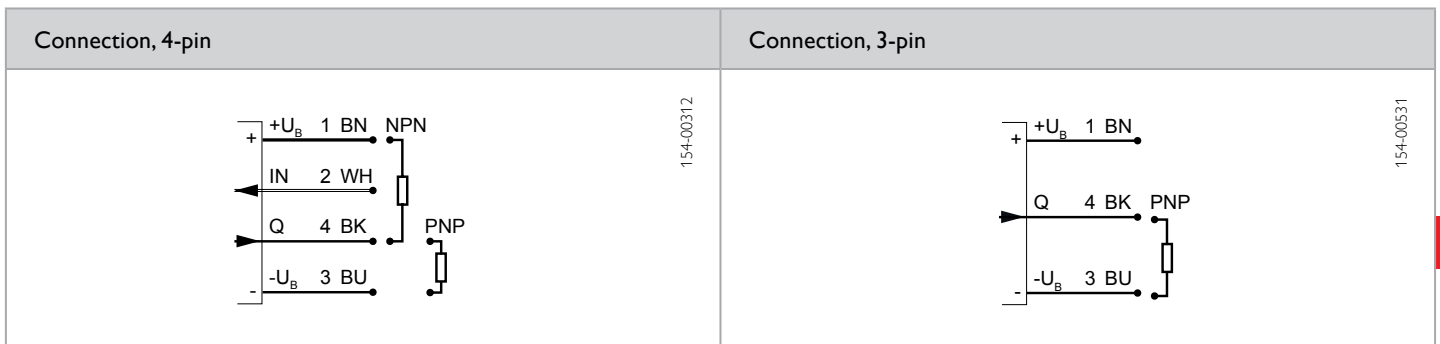 Connection, 4-pin
Connection, 3-pin
+U_B 1 BN NPN
+
IN 2 WH
Q 4 BK PNP
-U_B 3 BU
-
154-00312
+U_B 1 BN
+
Q 4 BK PNP
-U_B 3 BU
-
154-00531